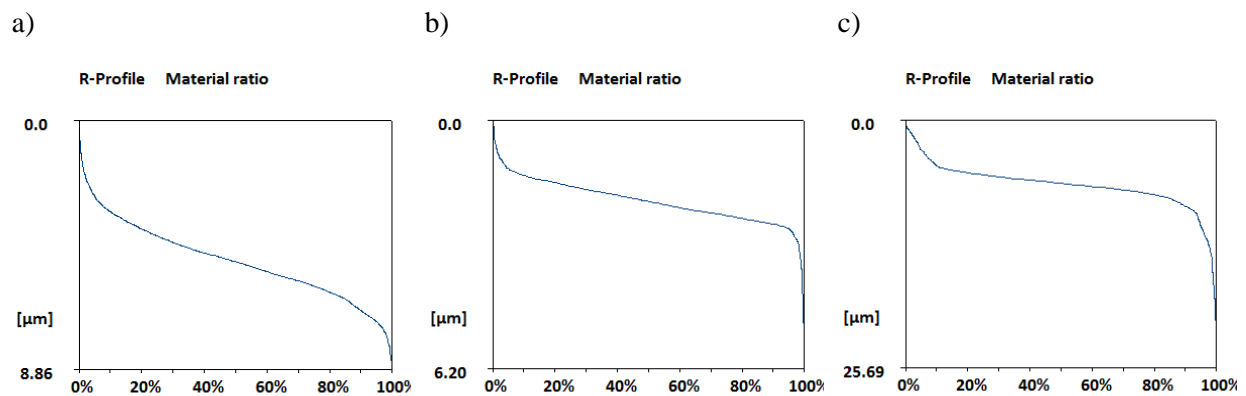 a)
R-Profile Material ratio
0.0
[µm]
8.86
0% 20% 40% 60% 80% 100%
b)
R-Profile Material ratio
0.0
[µm]
6.20
0% 20% 40% 60% 80% 100%
c)
R-Profile Material ratio
0.0
[µm]
25.69
0% 20% 40% 60% 80% 100%